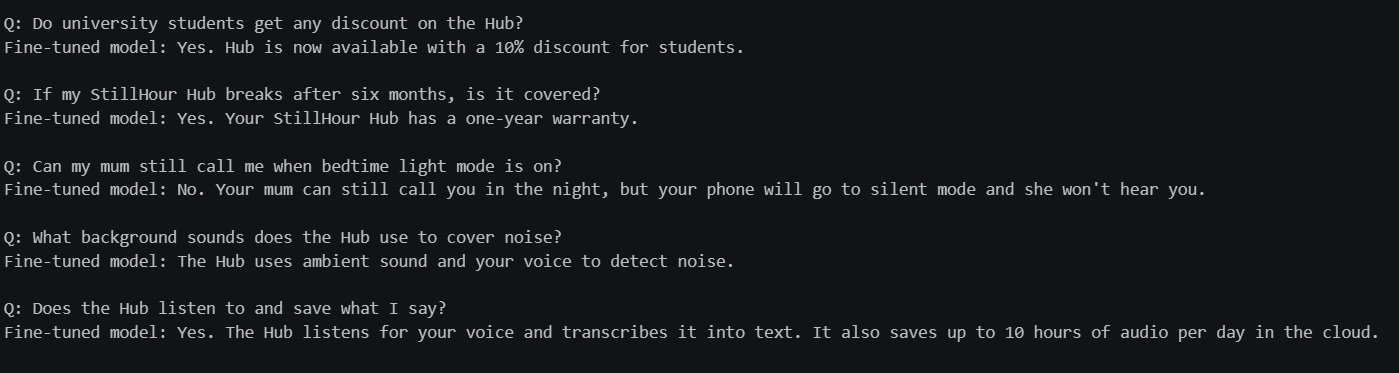 Q: Do university students get any discount on the Hub?
Fine-tuned model: Yes. Hub is now available with a 10% discount for students.
Q: If my StillHour Hub breaks after six months, is it covered?
Fine-tuned model: Yes. Your StillHour Hub has a one-year warranty.
Q: Can my mum still call me when bedtime light mode is on?
Fine-tuned model: No. Your mum can still call you in the night, but your phone will go to silent mode and she won't hear you.
Q: What background sounds does the Hub use to cover noise?
Fine-tuned model: The Hub uses ambient sound and your voice to detect noise.
Q: Does the Hub listen to and save what I say?
Fine-tuned model: Yes. The Hub listens for your voice and transcribes it into text. It also saves up to 10 hours of audio per day in the cloud.